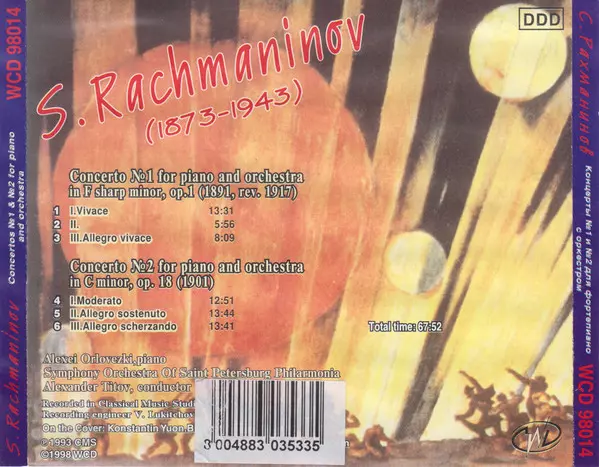 WCD 98014
Concertos №1 & №2 for piano
and orchestra
S. Rachmaninov
DDD
S. Rachmaninov
(1873-1943)
Concerto №1 for piano and orchestra
in F sharp minor, op.1 (1891, rev. 1917)
1 I.Vivace 13:31
2 II. 5:56
3 III.Allegro vivace 8:09
Concerto №2 for piano and orchestra
in C minor, op. 18 (1901)
4 I.Moderato 12:51
5 II.Allegro sostenuto 13:44
6 III.Allegro scherzando 13:41
Total time: 67:52
Alexei Orlovezki,piano
Symphony Orchestra Of Saint Petersburg Philarmonia
Alexander Titov, conductor
Recorded in Classical Music
Recording engineer V.
On the Cover: Konstantin Yuon.
©1993 CMS
©1998 WCD
3 004883 035335
С. Рахманинов
Концерты №1 и №2 для фортепиано
с оркестром
WCD 98014